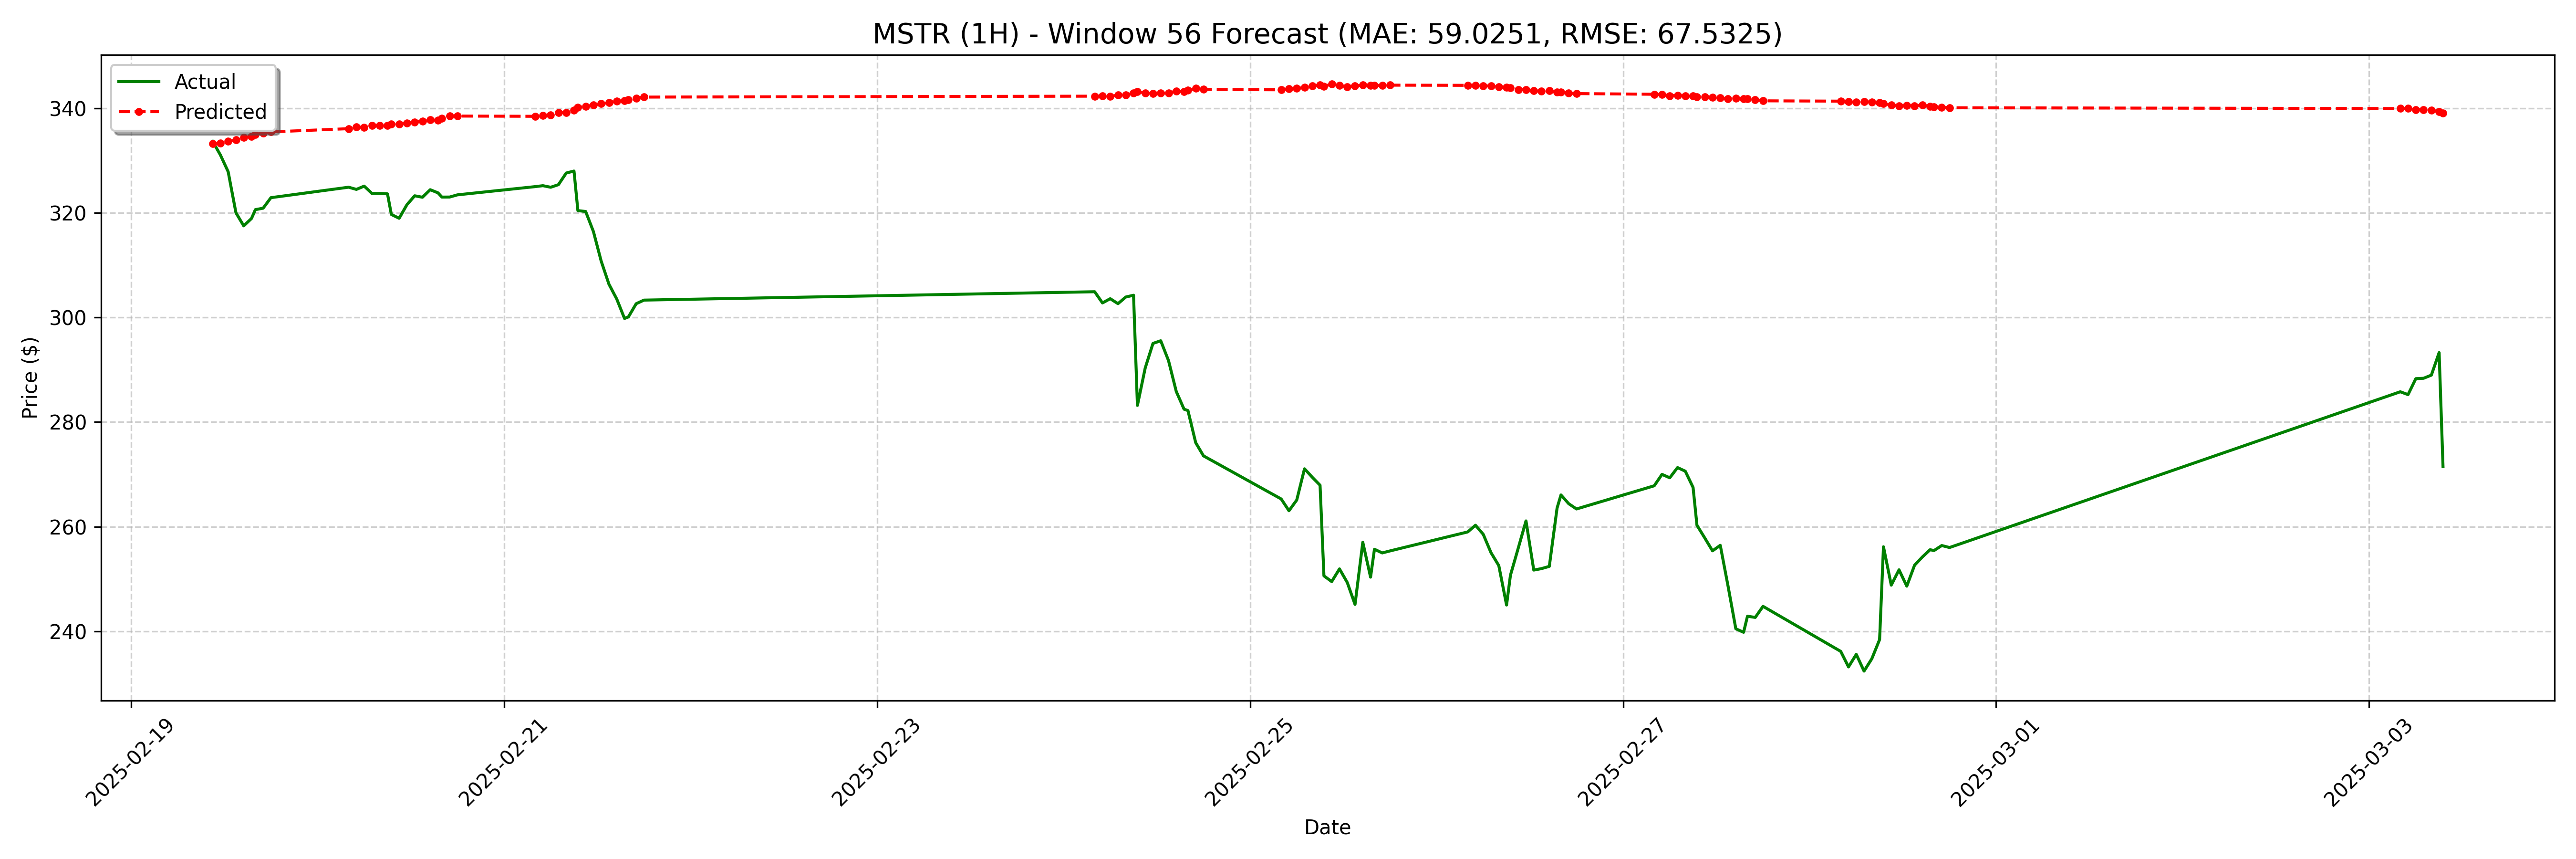 MSTR (1H) - Window 56 Forecast (MAE: 59.0251, RMSE: 67.5325)
Actual
Predicted
Price ($)
340
320
300
280
260
240
2025-02-19
2025-02-21
2025-02-23
2025-02-25
2025-02-27
2025-03-01
2025-03-03
Date